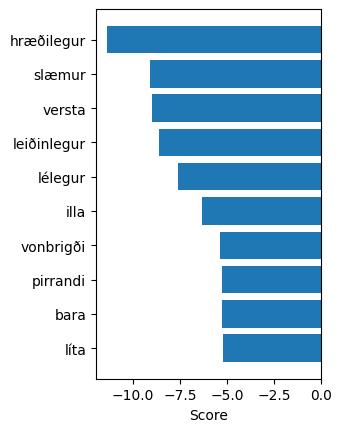 hræðilegur
slæmur
versta
leiðinlegur
lélegur
illa
vonbrigði
pirrandi
bara
líta
−10.0 −7.5 −5.0 −2.5 0.0
Score